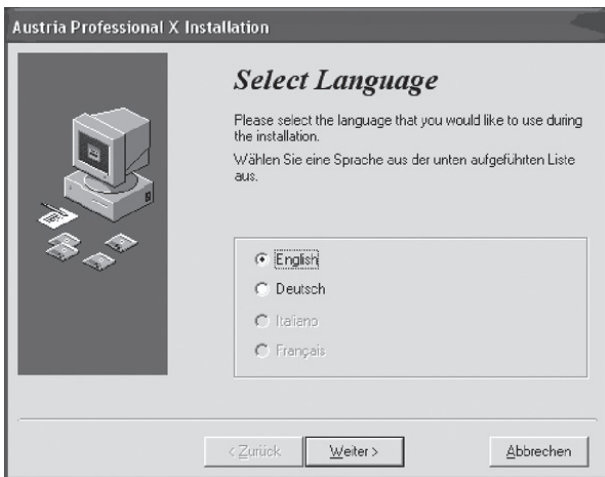 Austria Professional X Installation
Select Language
Please select the language that you would like to use during
the installation.
Wählen Sie eine Sprache aus der unten aufgeführten Liste
aus.
English
Deutsch
Italiano
Français
< Zurück
Weiter >
Abbrechen